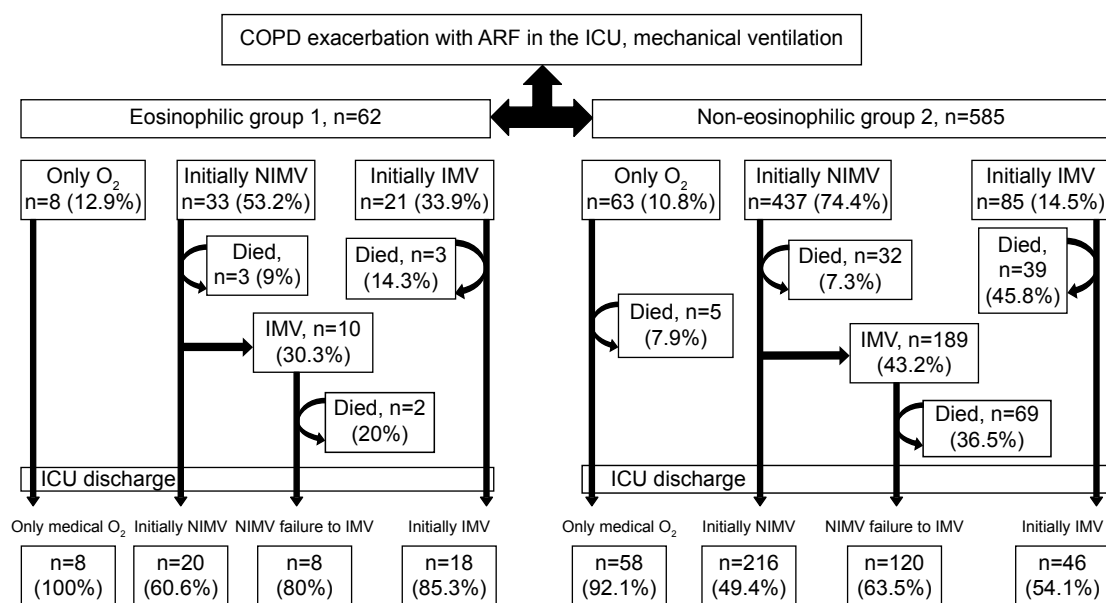 COPD exacerbation with ARF in the ICU, mechanical ventilation
Eosinophilic group 1, n=62
Non-eosinophilic group 2, n=585
Only O₂
n=8 (12.9%)
Initially NIMV
n=33 (53.2%)
Initially IMV
n=21 (33.9%)
Only O₂
n=63 (10.8%)
Initially NIMV
n=437 (74.4%)
Initially IMV
n=85 (14.5%)
Died,
n=3 (9%)
Died, n=3
(14.3%)
Died, n=32
(7.3%)
Died,
n=39
(45.8%)
Died, n=5
(7.9%)
IMV, n=10
(30.3%)
IMV, n=189
(43.2%)
Died, n=2
(20%)
Died, n=69
(36.5%)
ICU discharge
ICU discharge
Only medical O₂
Initially NIMV
NIMV failure to IMV
Initially IMV
Only medical O₂
Initially NIMV
NIMV failure to IMV
Initially IMV
n=8
(100%)
n=20
(60.6%)
n=8
(80%)
n=18
(85.3%)
n=58
(92.1%)
n=216
(49.4%)
n=120
(63.5%)
n=46
(54.1%)